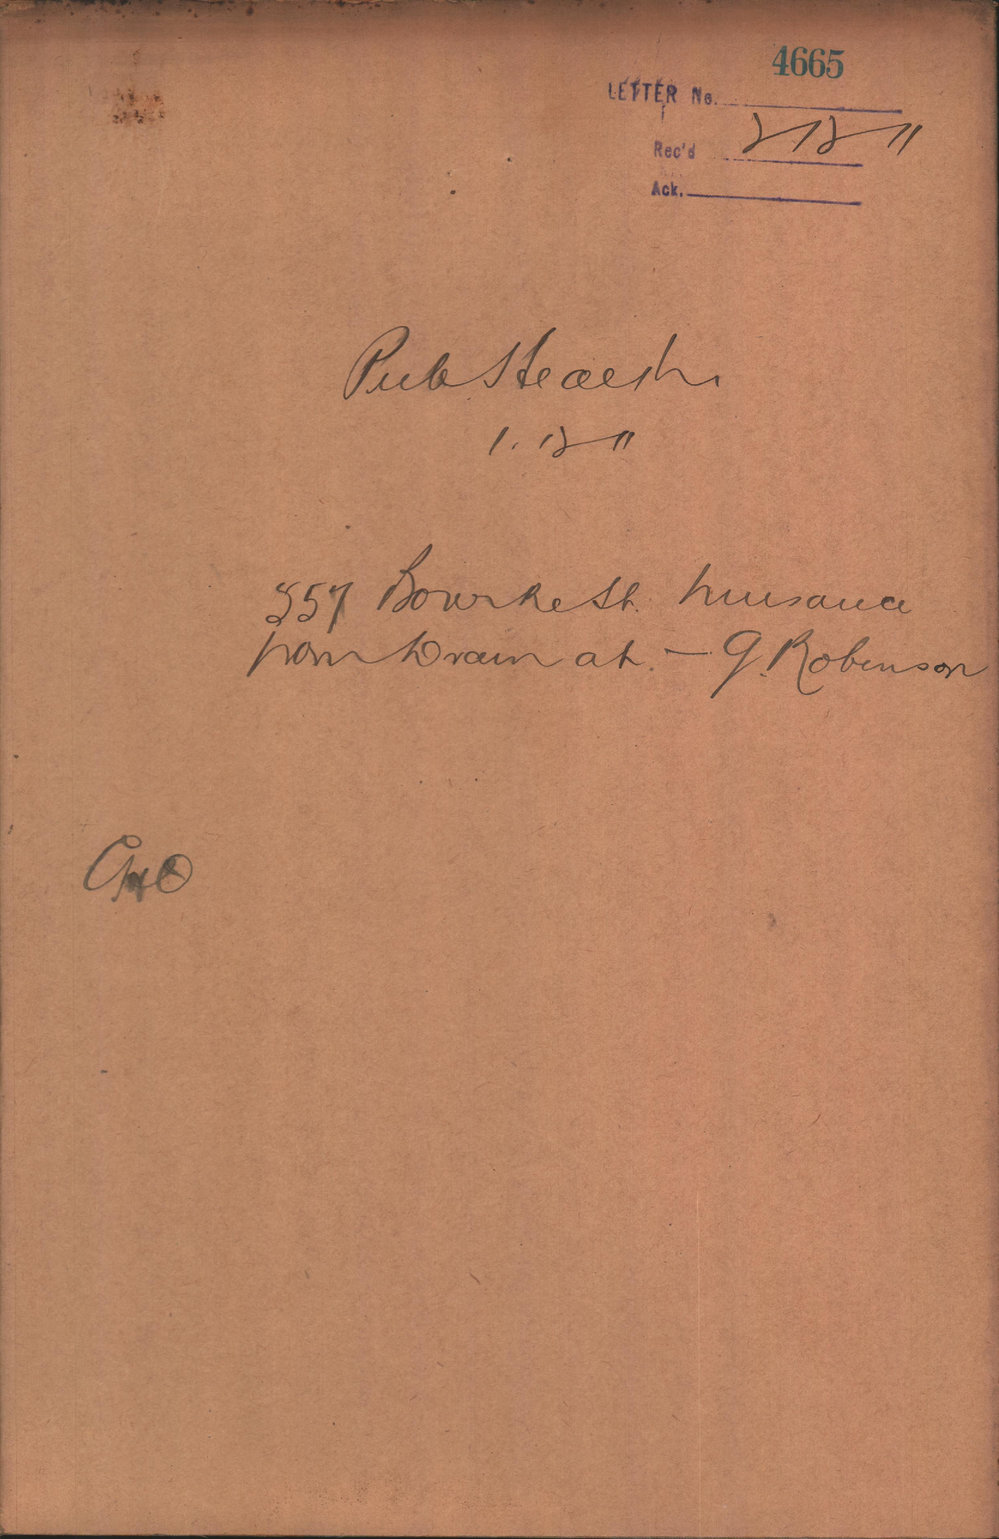 4665
LETTER No.
Rec'd 2/12/11
Ack.
Pub Health
1.12 11
557 Bourke St. nuisance
from Drain at. — G. Robinson
CHO